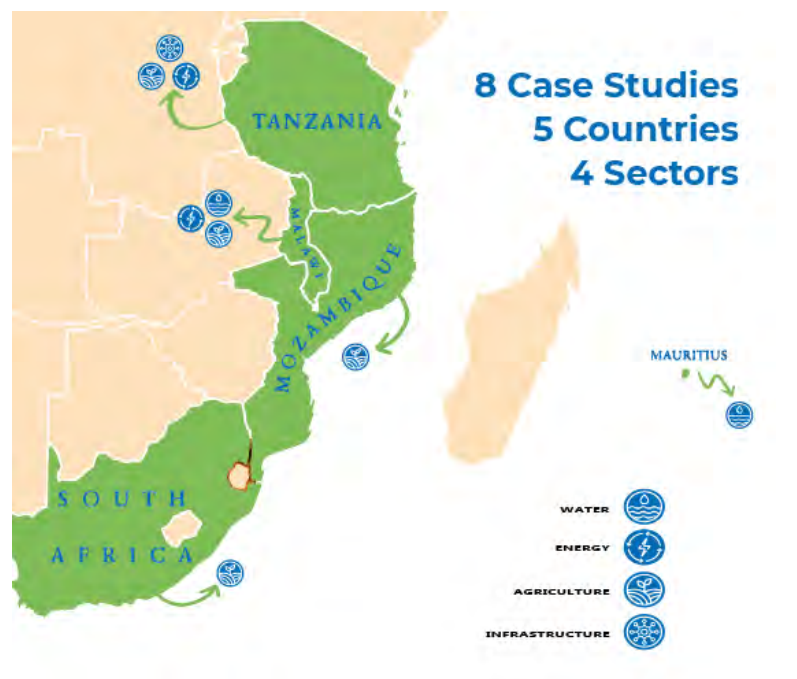 8 Case Studies
5 Countries
4 Sectors
TANZANIA
MALAWI
MOZAMBIQUE
MAURITIUS
SOUTH
AFRICA
WATER
ENERGY
AGRICULTURE
INFRASTRUCTURE